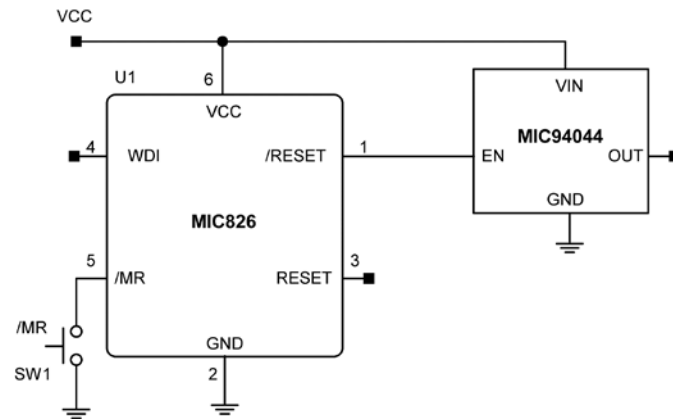 VCC
U1
6
VCC
VIN
MIC94044
4
WDI
/RESET
1
EN
OUT
GND
MIC826
5
/MR
RESET
3
/MR
GND
SW1
2